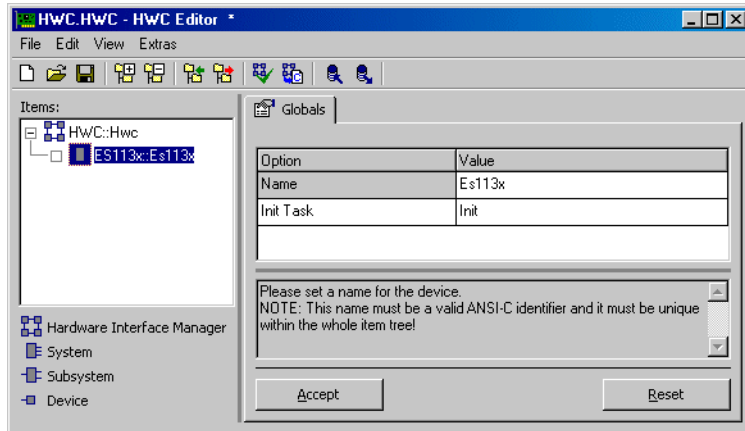 HWC.HWC - HWC Editor *
File Edit View Extras
Items:
HWC::Hwc
ES113x::Es113x
Hardware Interface Manager
System
Subsystem
Device
Globals
Option Value
Name Es113x
Init Task Init
Please set a name for the device.
NOTE: This name must be a valid ANSI-C identifier and it must be unique
within the whole item tree!
Accept Reset